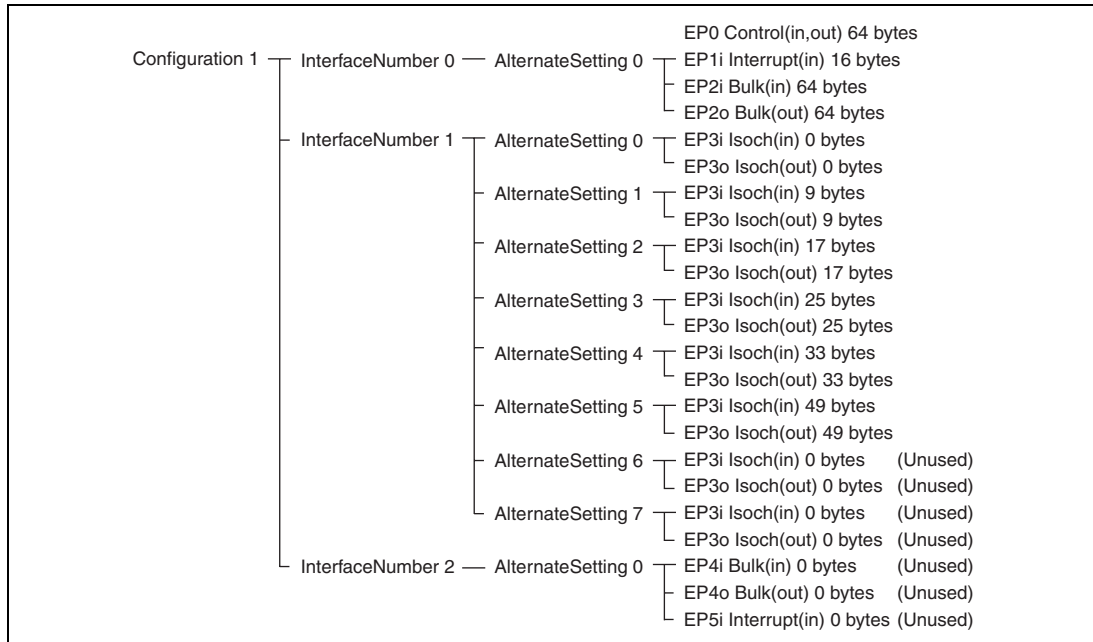 EP0 Control(in,out) 64 bytes
Configuration 1 InterfaceNumber 0 AlternateSetting 0 EP1i Interrupt(in) 16 bytes
EP2i Bulk(in) 64 bytes
EP2o Bulk(out) 64 bytes
InterfaceNumber 1 AlternateSetting 0 EP3i Isoch(in) 0 bytes
EP3o Isoch(out) 0 bytes
AlternateSetting 1 EP3i Isoch(in) 9 bytes
EP3o Isoch(out) 9 bytes
AlternateSetting 2 EP3i Isoch(in) 17 bytes
EP3o Isoch(out) 17 bytes
AlternateSetting 3 EP3i Isoch(in) 25 bytes
EP3o Isoch(out) 25 bytes
AlternateSetting 4 EP3i Isoch(in) 33 bytes
EP3o Isoch(out) 33 bytes
AlternateSetting 5 EP3i Isoch(in) 49 bytes
EP3o Isoch(out) 49 bytes
AlternateSetting 6 EP3i Isoch(in) 0 bytes (Unused)
EP3o Isoch(out) 0 bytes (Unused)
AlternateSetting 7 EP3i Isoch(in) 0 bytes (Unused)
EP3o Isoch(out) 0 bytes (Unused)
InterfaceNumber 2 AlternateSetting 0 EP4i Bulk(in) 0 bytes (Unused)
EP4o Bulk(out) 0 bytes (Unused)
EP5i Interrupt(in) 0 bytes (Unused)